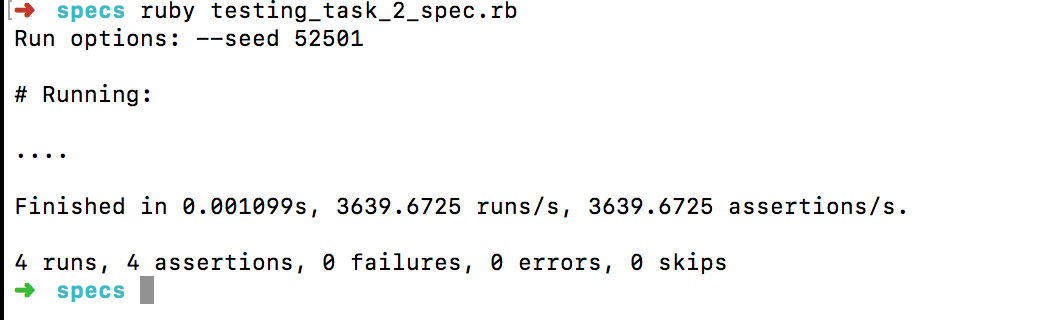 ➜ specs ruby testing_task_2_spec.rb
Run options: --seed 52501
# Running:
....
Finished in 0.001099s, 3639.6725 runs/s, 3639.6725 assertions/s.
4 runs, 4 assertions, 0 failures, 0 errors, 0 skips
➜ specs